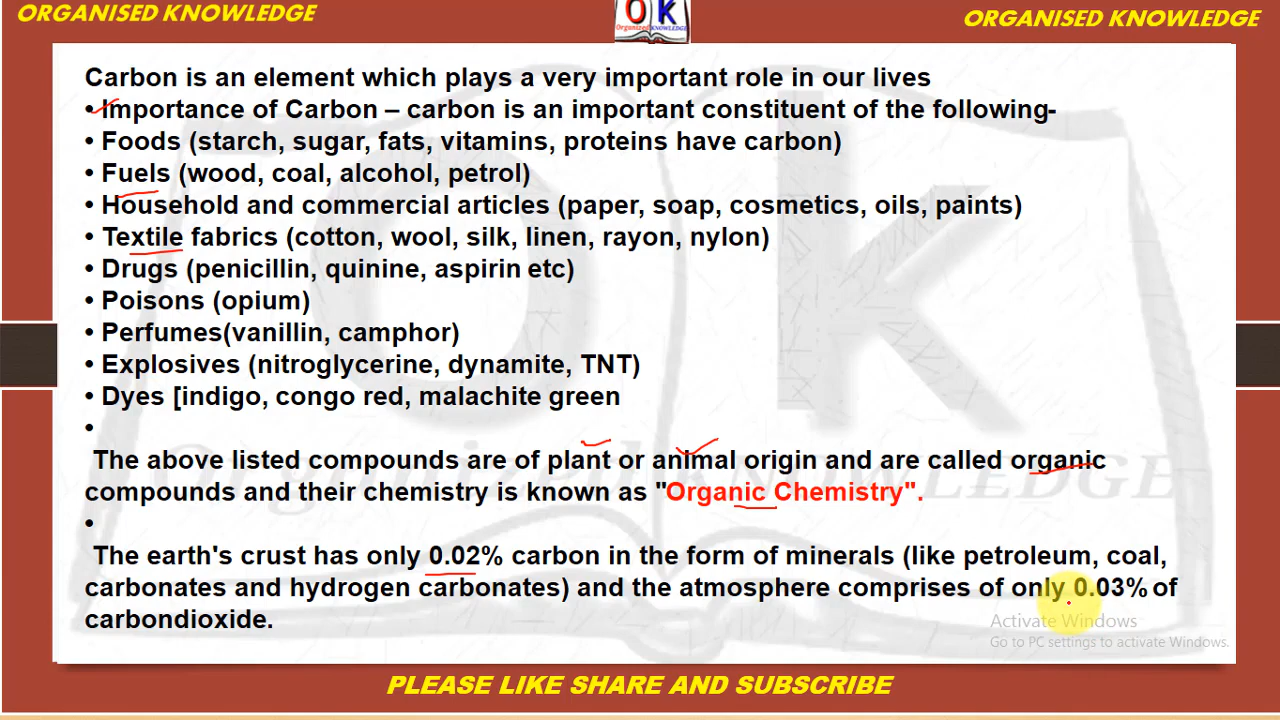 ORGANISED KNOWLEDGE
OK
Organized KNOWLEDGE
ORGANISED KNOWLEDGE
Carbon is an element which plays a very important role in our lives
• Importance of Carbon – carbon is an important constituent of the following-
• Foods (starch, sugar, fats, vitamins, proteins have carbon)
• Fuels (wood, coal, alcohol, petrol)
• Household and commercial articles (paper, soap, cosmetics, oils, paints)
• Textile fabrics (cotton, wool, silk, linen, rayon, nylon)
• Drugs (penicillin, quinine, aspirin etc)
• Poisons (opium)
• Perfumes(vanillin, camphor)
• Explosives (nitroglycerine, dynamite, TNT)
• Dyes [indigo, congo red, malachite green
•
The above listed compounds are of plant or animal origin and are called organic
compounds and their chemistry is known as "Organic Chemistry".
•
The earth's crust has only 0.02% carbon in the form of minerals (like petroleum, coal,
carbonates and hydrogen carbonates) and the atmosphere comprises of only 0.03% of
carbondioxide.
ok
Organized KNOWLEDGE
Activate Windows
Go to PC settings to activate Windows.
PLEASE LIKE SHARE AND SUBSCRIBE